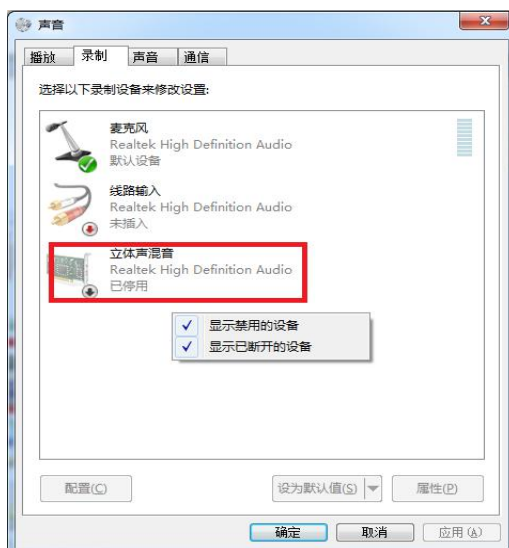 声音
播放 录制 声音 通信
选择以下录制设备来修改设置:
麦克风
Realtek High Definition Audio
默认设备
线路输入
Realtek High Definition Audio
未插入
立体声混音
Realtek High Definition Audio
已停用
显示禁用的设备
显示已断开的设备
配置(C) 设为默认值(S) 属性(P)
确定 取消 应用(A)